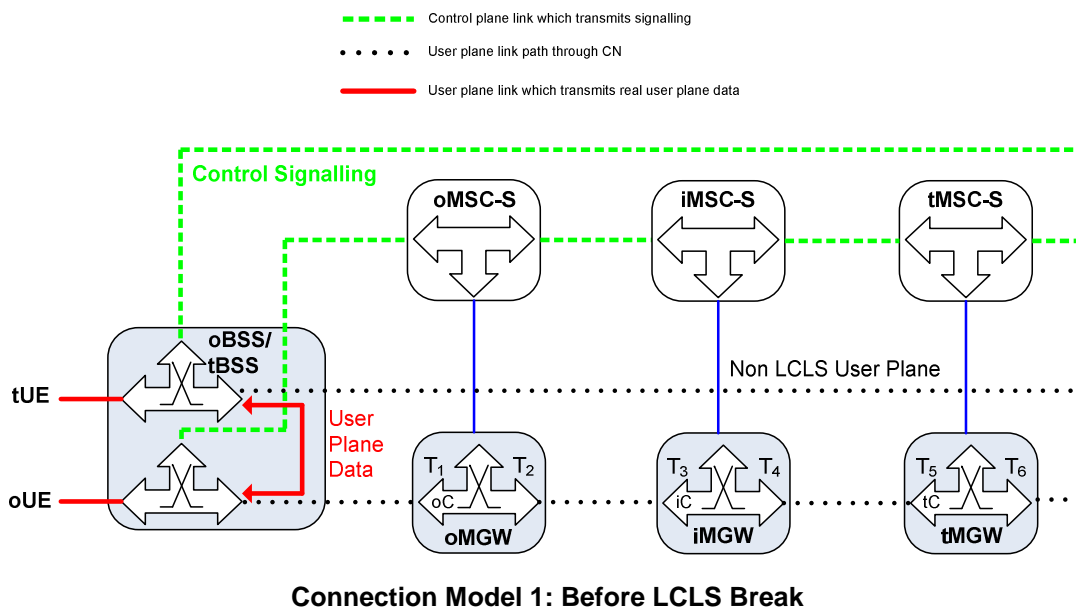 Control plane link which transmits signalling
User plane link path through CN
User plane link which transmits real user plane data
Control Signalling
oMSC-S
iMSC-S
tMSC-S
oBSS/
tBSS
Non LCLS User Plane
tUE
User
Plane
Data
T1
T2
T3
T4
T5
T6
oUE
oC
iC
tC
oMGW
iMGW
tMGW
Connection Model 1: Before LCLS Break